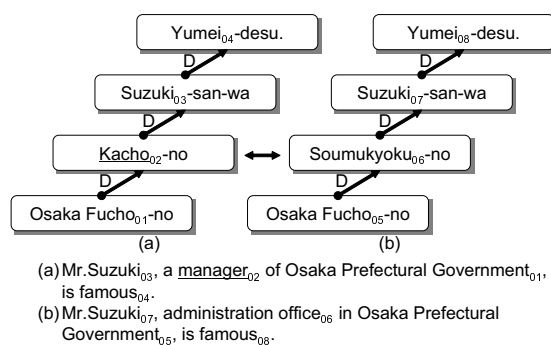 Yumei04-desu. Yumei08-desu.
D D
Suzuki03-san-wa Suzuki07-san-wa
D D
Kacho02-no Soumukyoku06-no
D D
Osaka Fucho01-no Osaka Fucho05-no
(a) (b)
(a) Mr.Suzuki03, a manager02 of Osaka Prefectural Government01,
is famous04.
(b) Mr.Suzuki07, administration office06 in Osaka Prefectural
Government05, is famous08.